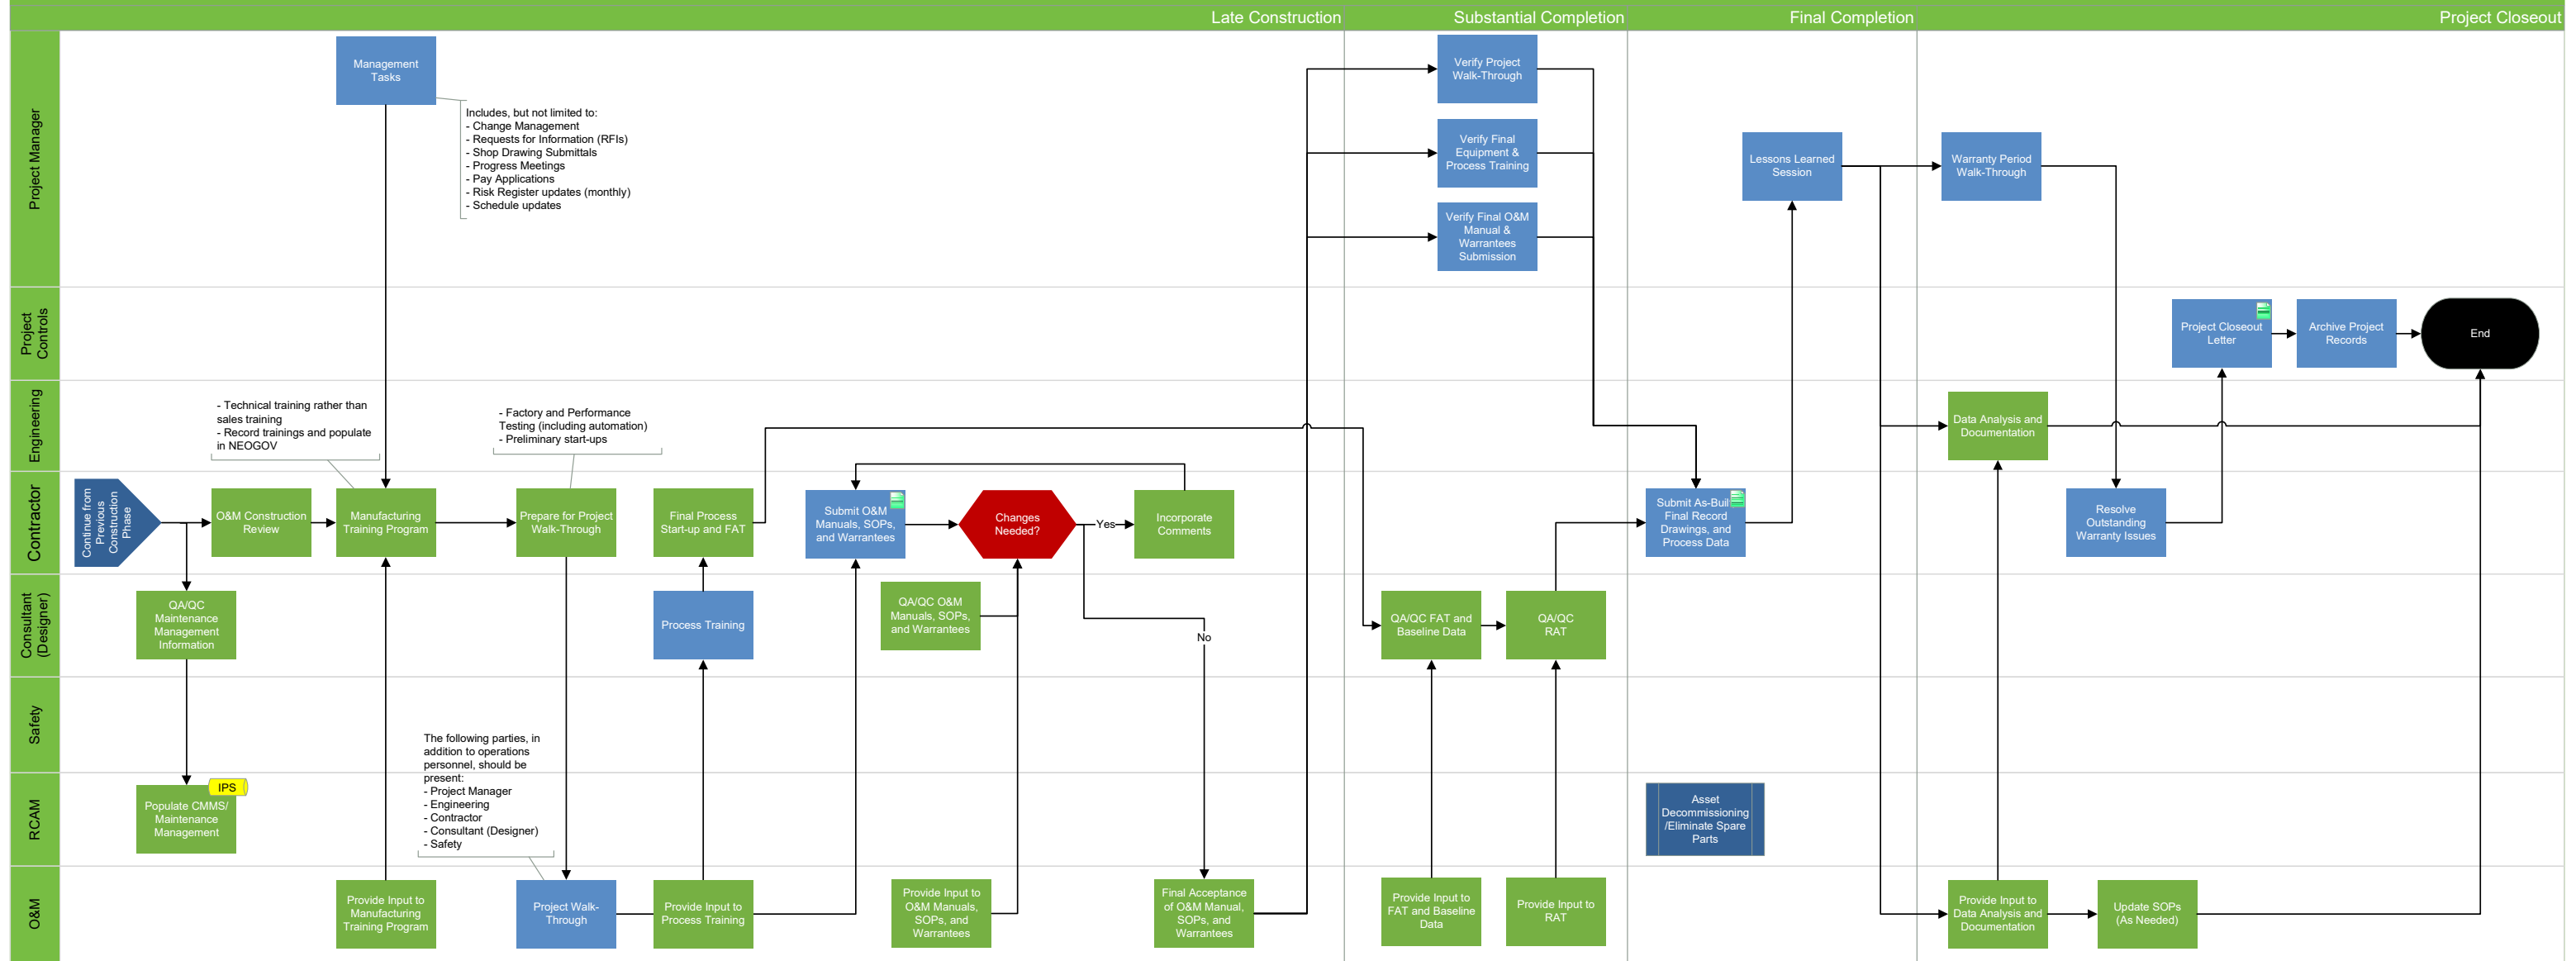 Late Construction
Substantial Completion
Final Completion
Project Closeout
Project Manager
Management
Tasks
Includes, but not limited to:
- Change Management
- Requests for Information (RFIs)
- Shop Drawing Submittals
- Progress Meetings
- Pay Applications
- Risk Register updates (monthly)
- Schedule updates
Verify Project
Walk-Through
Verify Final
Equipment &
Process Training
Verify Final O&M
Manual &
Warrantees
Submission
Lessons Learned
Session
Warranty Period
Walk-Through
Project
Controls
Project Closeout
Letter
Archive Project
Records
End
Engineering
- Technical training rather than
sales training
- Record trainings and populate
in NEOGOV
- Factory and Performance
Testing (including automation)
- Preliminary start-ups
Data Analysis and
Documentation
Contractor
Continue from
Previous
Construction
Phase
O&M Construction
Review
Manufacturing
Training Program
Prepare for Project
Walk-Through
Final Process
Start-up and FAT
Submit O&M
Manuals, SOPs,
and Warrantees
Changes
Needed?
Yes
Incorporate
Comments
Submit As-Buil
Final Record
Drawings, and
Process Data
Resolve
Outstanding
Warranty Issues
Consultant
(Designer)
QA/QC
Maintenance
Management
Information
Process Training
QA/QC O&M
Manuals, SOPs,
and Warrantees
No
QA/QC FAT and
Baseline Data
QA/QC
RAT
Safety
The following parties, in
addition to operations
personnel, should be
present:
- Project Manager
- Engineering
- Contractor
- Consultant (Designer)
- Safety
RCAM
IPS
Populate CMMS/
Maintenance
Management
Asset
Decommissioning
/Eliminate Spare
Parts
O&M
Provide Input to
Manufacturing
Training Program
Project Walk-
Through
Provide Input to
Process Training
Provide Input to
O&M Manuals,
SOPs, and
Warrantees
Final Acceptance
of O&M Manual,
SOPs, and
Warrantees
Provide Input to
FAT and Baseline
Data
Provide Input to
RAT
Provide Input to
Data Analysis and
Documentation
Update SOPs
(As Needed)